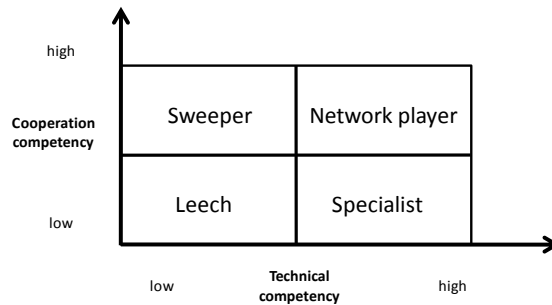 high
Sweeper
Network player
Cooperation
competency
Leech
Specialist
low
low
Technical
competency
high